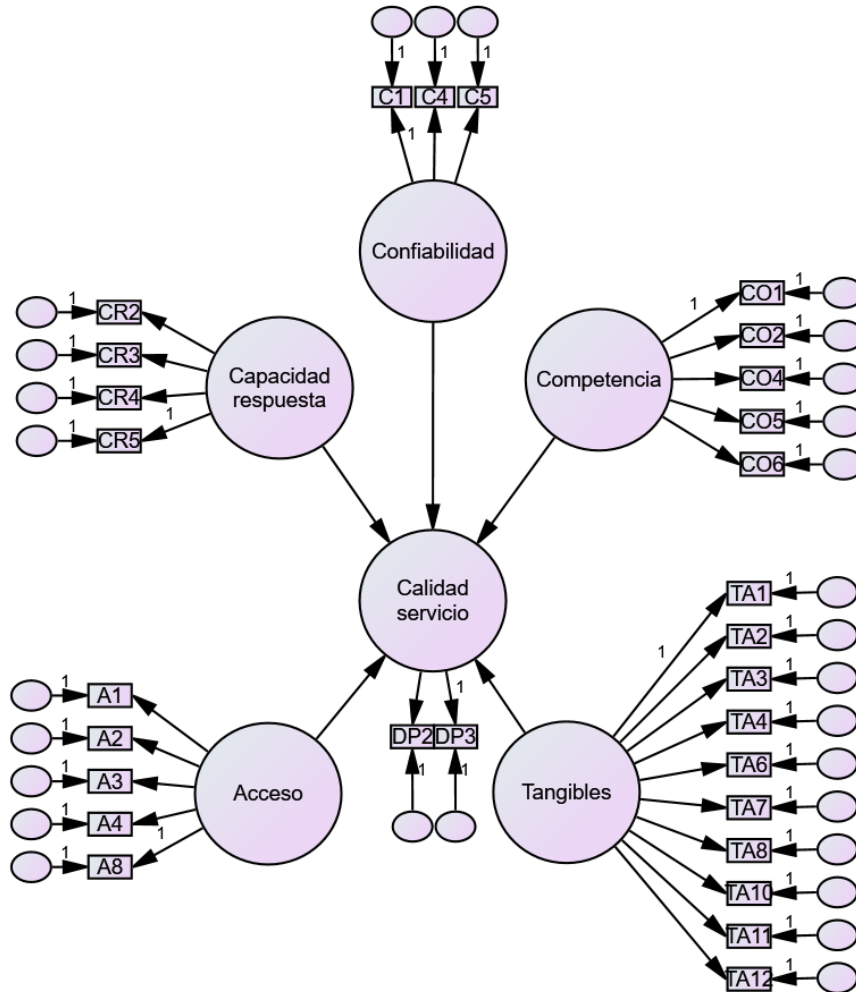 1
1
1
C1
C4
C5
1
Confiabilidad
1
CR2
1
CR3
1
CR4
1
CR5
1
Capacidad
respuesta
Competencia
1
CO1
1
CO2
1
CO4
1
CO5
1
CO6
1
Calidad
servicio
1
A1
1
A2
1
A3
1
A4
1
A8
1
Acceso
1
DP2
DP3
1
1
Tangibles
1
TA1
1
TA2
1
TA3
1
TA4
1
TA6
1
TA7
1
TA8
1
TA10
1
TA11
1
TA12
1